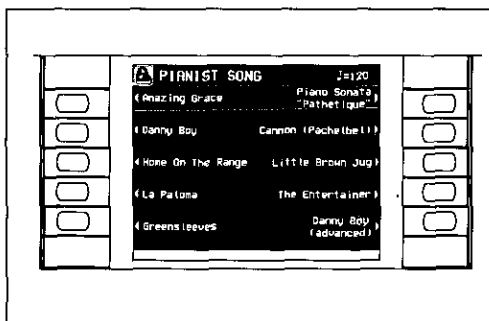 PIANIST SONG ♩=120
Amazing Grace
Piano Sonata
"Pathetique"
Danny Boy Cannon (Pachelbel)
Home On The Range Little Brown Jug
La Paloma The Entertainer
Greensleeves
Danny Boy
(advanced)